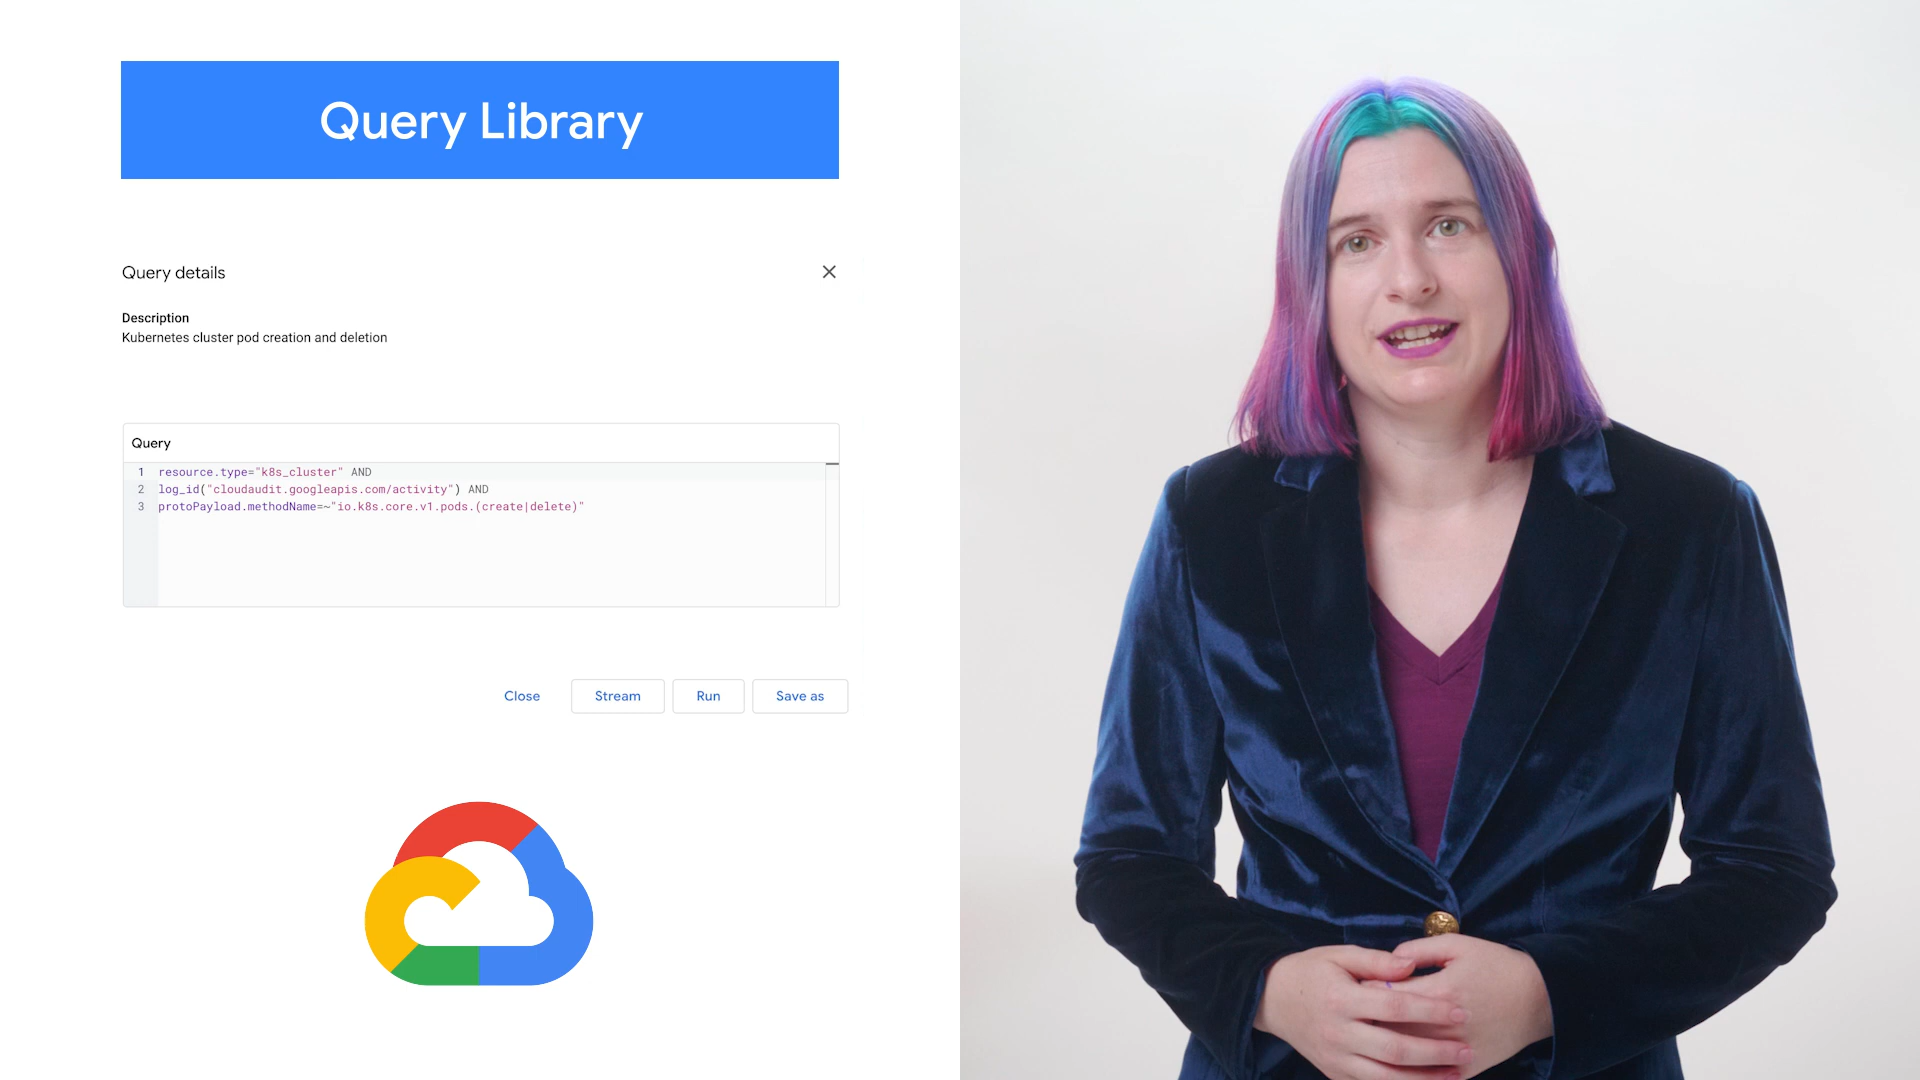 Query Library
Query details
Description
Kubernetes cluster pod creation and deletion
Query
1 resource.type="k8s_cluster" AND
2 log_id("cloudaudit.googleapis.com/activity") AND
3 protoPayload.methodName=~"io.k8s.core.v1.pods.(create|delete)"
Close Stream Run Save as